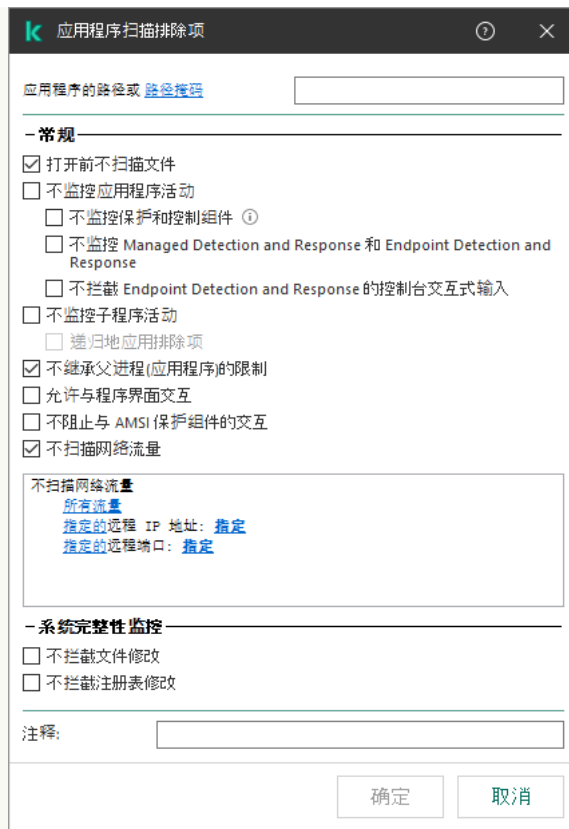 应用程序扫描排除项
应用程序的路径或 路径掩码
常规
打开前不扫描文件
不监控应用程序活动
不监控保护和控制组件
不监控 Managed Detection and Response 和 Endpoint Detection and
Response
不拦截 Endpoint Detection and Response 的控制台交互式输入
不监控子程序活动
递归地应用排除项
不继承父进程(应用程序)的限制
允许与程序界面交互
不阻止与 AMSI 保护组件的交互
不扫描网络流量
不扫描网络流量
所有流量
指定的远程 IP 地址: 指定
指定的远程端口: 指定
系统完整性监控
不拦截文件修改
不拦截注册表修改
注释:
确定 取消